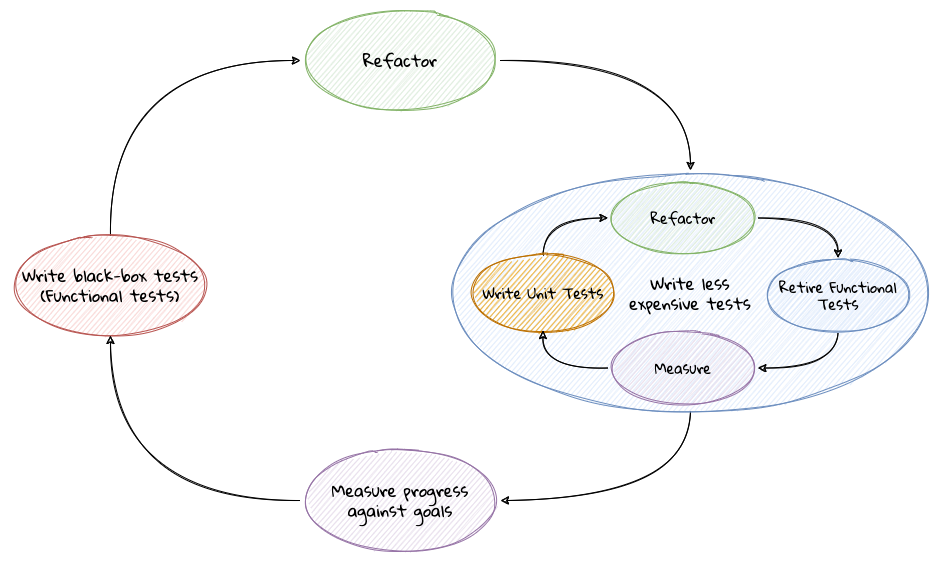 Refactor
Refactor
Write black-box tests
(Functional tests)
Write Unit Tests
Write less
expensive tests
Retire Functional
Tests
Measure
Measure progress
against goals